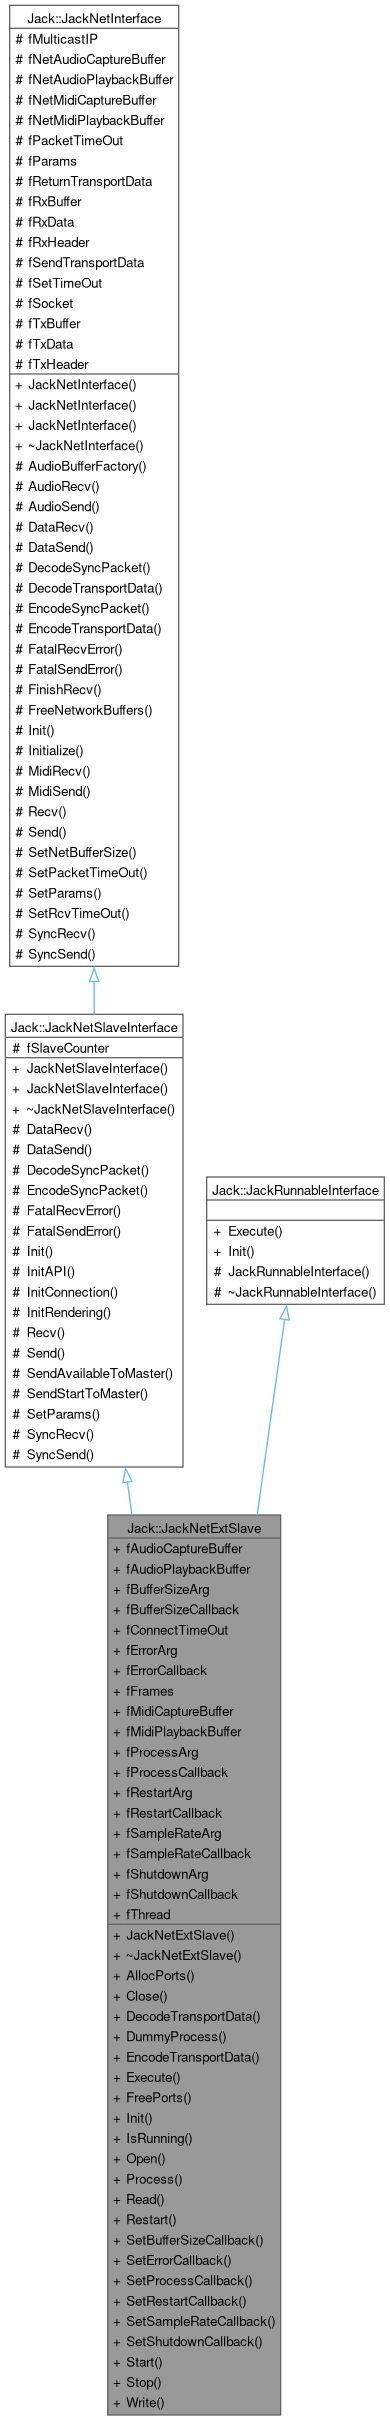 Jack::JackNetInterface
# fMulticastIP
# fNetAudioCaptureBuffer
# fNetAudioPlaybackBuffer
# fNetMidiCaptureBuffer
# fNetMidiPlaybackBuffer
# fPacketTimeOut
# fParams
# fReturnTransportData
# fRxBuffer
# fRxData
# fRxHeader
# fSendTransportData
# fSetTimeOut
# fSocket
# fTxBuffer
# fTxData
# fTxHeader
+ JackNetInterface()
+ JackNetInterface()
+ JackNetInterface()
+ ~JackNetInterface()
# AudioBufferFactory()
# AudioRecv()
# AudioSend()
# DataRecv()
# DataSend()
# DecodeSyncPacket()
# DecodeTransportData()
# EncodeSyncPacket()
# EncodeTransportData()
# FatalRecvError()
# FatalSendError()
# FinishRecv()
# FreeNetworkBuffers()
# Init()
# Initialize()
# MidiRecv()
# MidiSend()
# Recv()
# Send()
# SetNetBufferSize()
# SetPacketTimeOut()
# SetParams()
# SetRcvTimeOut()
# SyncRecv()
# SyncSend()
Jack::JackNetSlaveInterface
# fSlaveCounter
+ JackNetSlaveInterface()
+ JackNetSlaveInterface()
+ ~JackNetSlaveInterface()
# DataRecv()
# DataSend()
# DecodeSyncPacket()
# EncodeSyncPacket()
# FatalRecvError()
# FatalSendError()
# Init()
# InitAPI()
# InitConnection()
# InitRendering()
# Recv()
# Send()
# SendAvailableToMaster()
# SendStartToMaster()
# SetParams()
# SyncRecv()
# SyncSend()
Jack::JackRunnableInterface
+ Execute()
+ Init()
# JackRunnableInterface()
# ~JackRunnableInterface()
Jack::JackNetExtSlave
+ fAudioCaptureBuffer
+ fAudioPlaybackBuffer
+ fBufferSizeArg
+ fBufferSizeCallback
+ fConnectTimeOut
+ fErrorArg
+ fErrorCallback
+ fFrames
+ fMidiCaptureBuffer
+ fMidiPlaybackBuffer
+ fProcessArg
+ fProcessCallback
+ fRestartArg
+ fRestartCallback
+ fSampleRateArg
+ fSampleRateCallback
+ fShutdownArg
+ fShutdownCallback
+ fThread
+ JackNetExtSlave()
+ ~JackNetExtSlave()
+ AllocPorts()
+ Close()
+ DecodeTransportData()
+ DummyProcess()
+ EncodeTransportData()
+ Execute()
+ FreePorts()
+ Init()
+ IsRunning()
+ Open()
+ Process()
+ Read()
+ Restart()
+ SetBufferSizeCallback()
+ SetErrorCallback()
+ SetProcessCallback()
+ SetRestartCallback()
+ SetSampleRateCallback()
+ SetShutdownCallback()
+ Start()
+ Stop()
+ Write()